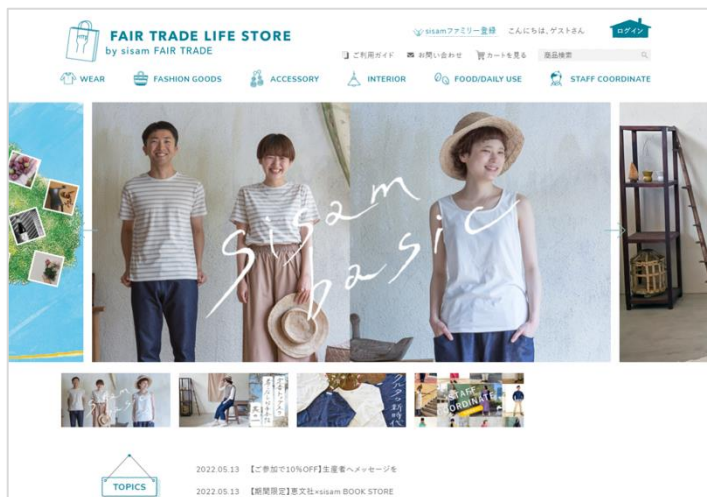 FAIR TRADE LIFE STORE
by sisam FAIR TRADE
sisamファミリー登録 こんにちは、ゲストさん ログイン
ご利用ガイド お問い合わせ カートを見る 商品検索
WEAR FASHION GOODS ACCESSORY INTERIOR FOOD/DAILY USE STAFF COORDINATE
sisam
basic
STAFF
COORDINATE
TOPICS
2022.05.13 【ご参加で10%OFF】生産者へメッセージを
2022.05.13 【期間限定】恵文社×sisam BOOK STORE